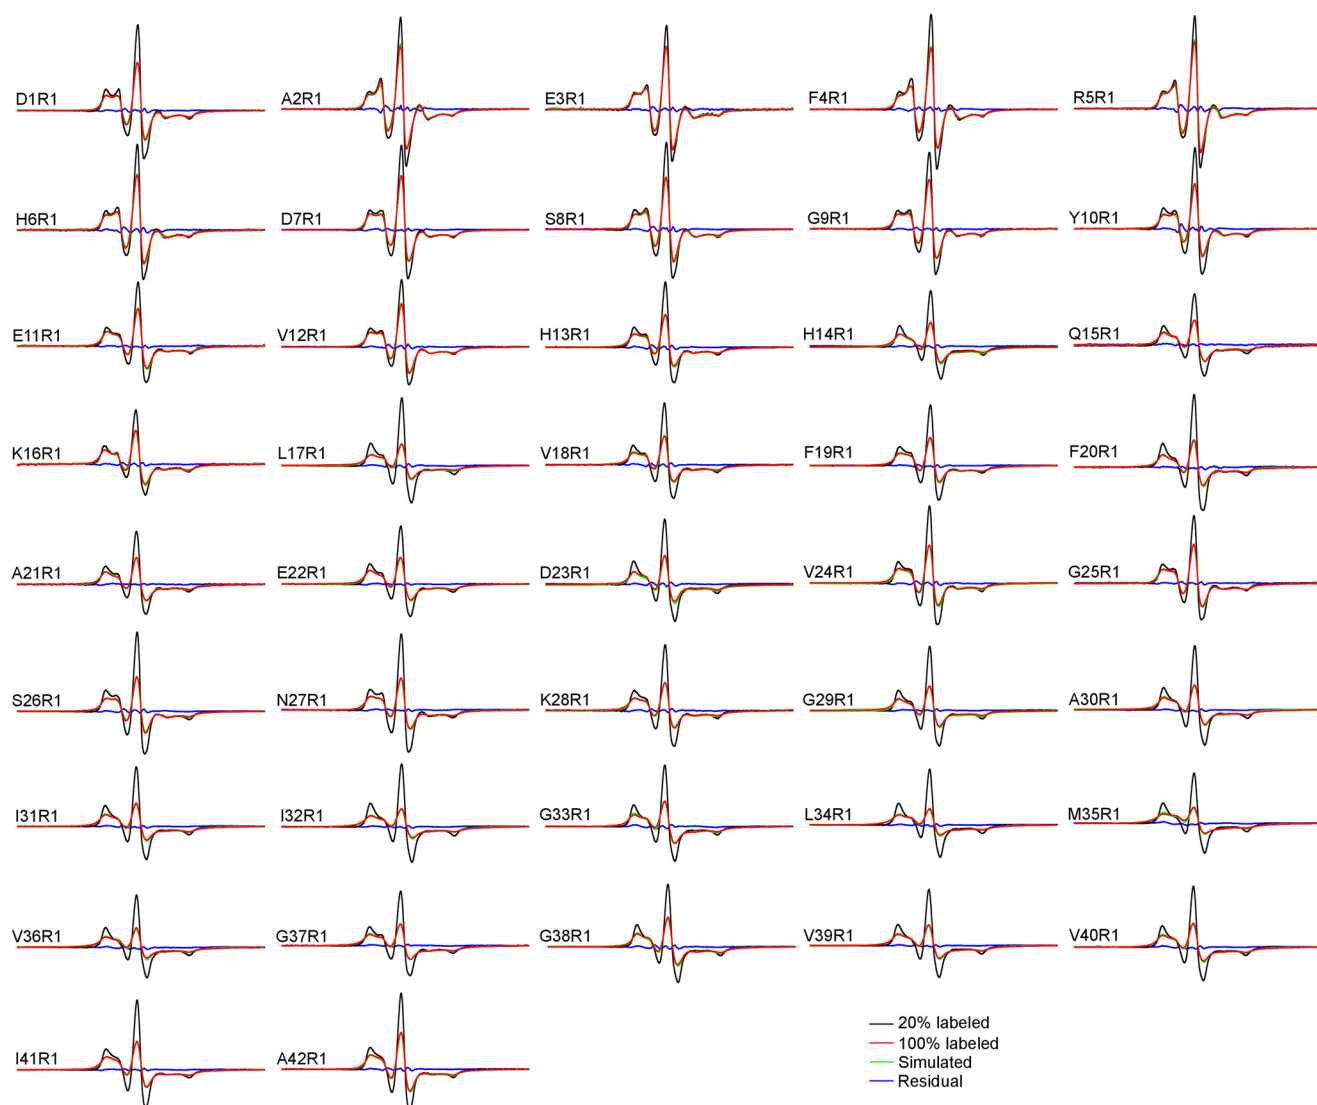 D1R1 A2R1 E3R1 F4R1 R5R1
H6R1 D7R1 S8R1 G9R1 Y10R1
E11R1 V12R1 H13R1 H14R1 Q15R1
K16R1 L17R1 V18R1 F19R1 F20R1
A21R1 E22R1 D23R1 V24R1 G25R1
S26R1 N27R1 K28R1 G29R1 A30R1
I31R1 I32R1 G33R1 L34R1 M35R1
V36R1 G37R1 G38R1 V39R1 V40R1
I41R1 A42R1
20% labeled
100% labeled
Simulated
Residual